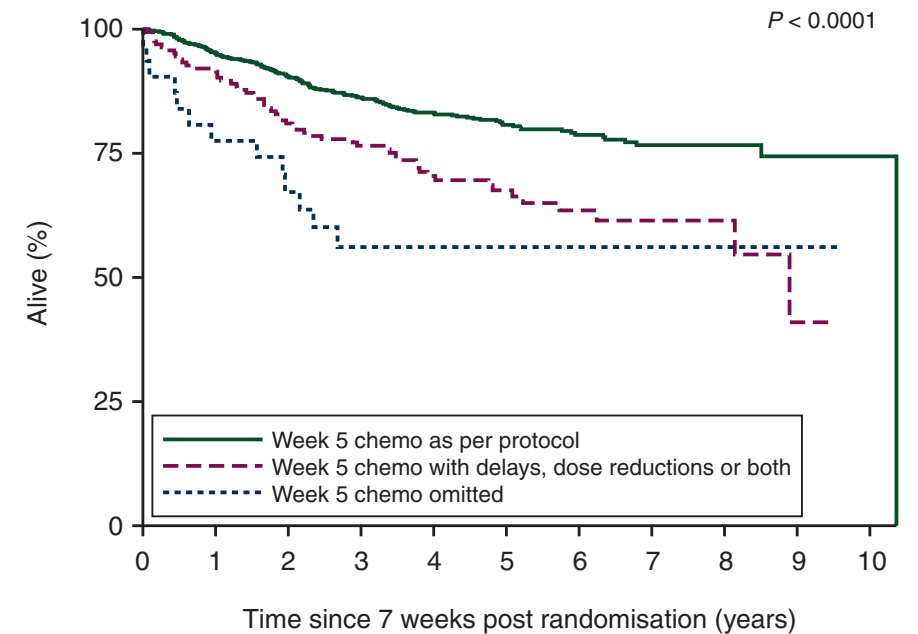 P < 0.0001
100
75
50
25
0
Alive (%)
Week 5 chemo as per protocol
Week 5 chemo with delays, dose reductions or both
Week 5 chemo omitted
0 1 2 3 4 5 6 7 8 9 10
Time since 7 weeks post randomisation (years)